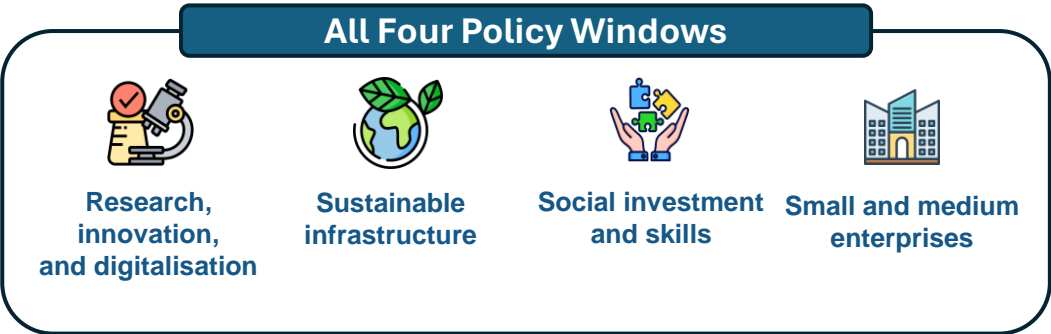 All Four Policy Windows
Research,
innovation,
and digitalisation
Sustainable
infrastructure
Social investment
and skills
Small and medium
enterprises